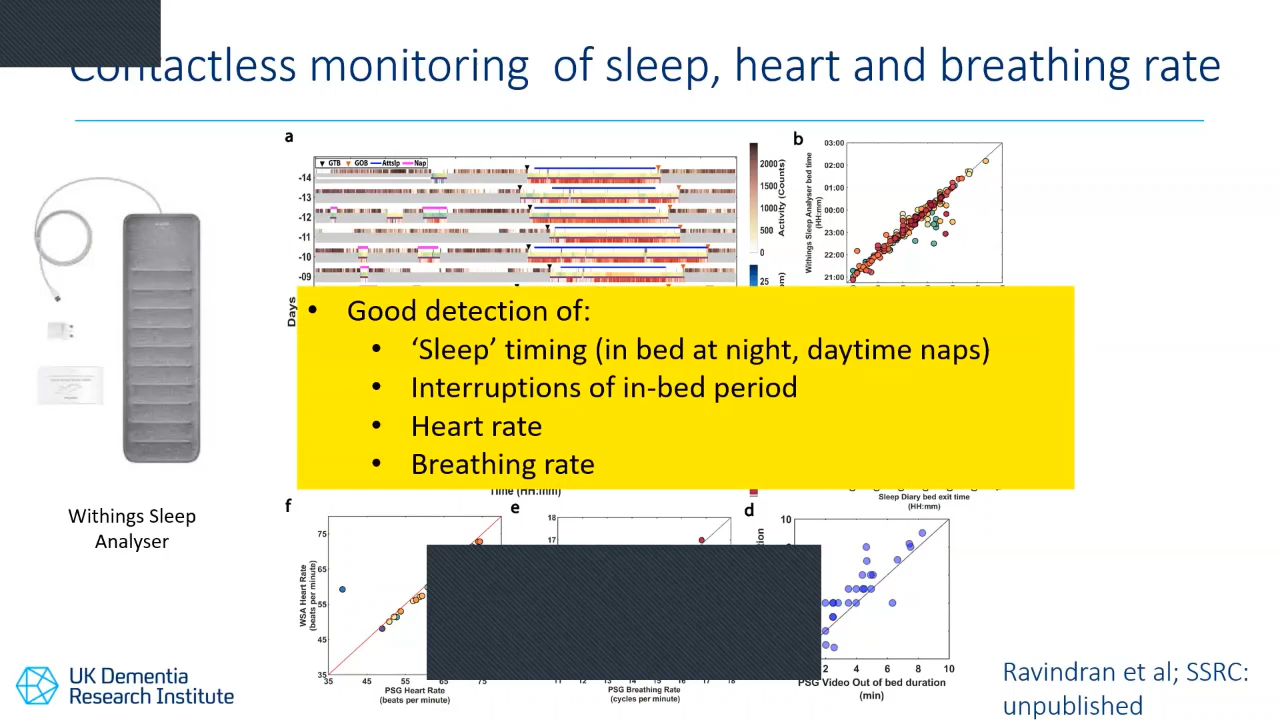 Contactless monitoring of sleep, heart and breathing rate
a
GTB GOB Attslp Nap
-14
-13
-12
-11
-10
-09
Days
Time (HH:mm)
2000
1500
1000
500
0
Activity (Counts)
25
b
03:00
02:00
01:00
00:00
23:00
22:00
21:00
Withings Sleep Analyser bed time
(HH:mm)
• Good detection of:
• ‘Sleep’ timing (in bed at night, daytime naps)
• Interruptions of in-bed period
• Heart rate
• Breathing rate
Sleep Diary bed exit time
(HH:mm)
Withings Sleep
Analyser
f
75
65
55
45
35
WSA Heart Rate
(beats per minute)
35 45 55 75
PSG Heart Rate
(beats per minute)
e
18
17
11 12 13 14 15 16 17 18
PSG Breathing Rate
(cycles per minute)
d
10
2 4 6 8 10
PSG Video Out of bed duration
(min)
UK Dementia
Research Institute
Ravindran et al; SSRC:
unpublished